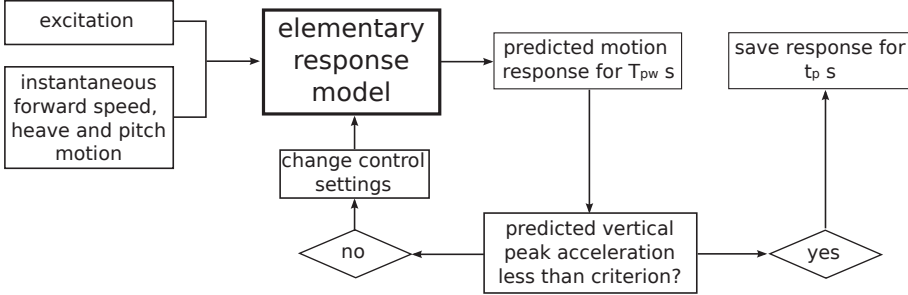 excitation
instantaneous
forward speed,
heave and pitch
motion
elementary
response
model
predicted motion
response for Tpw s
save response for
tp s
change control
settings
no
predicted vertical
peak acceleration
less than criterion?
yes